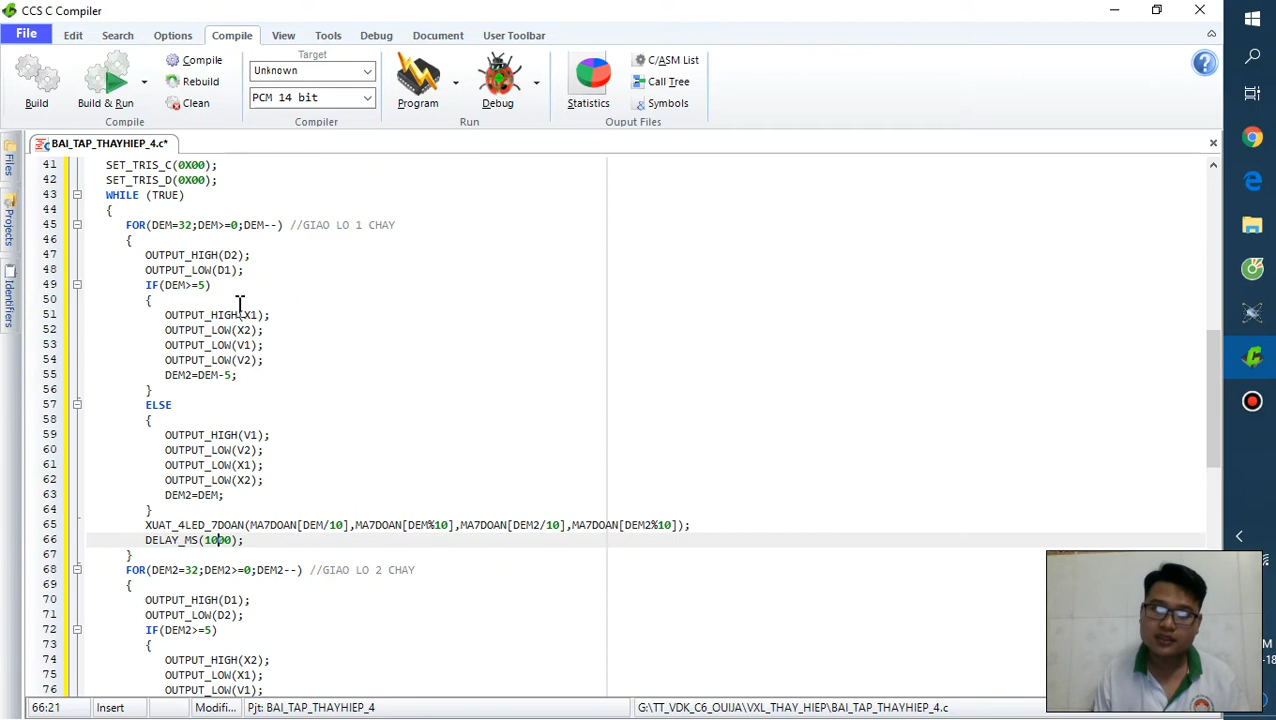 CCS C Compiler
File Edit Search Options Compile View Tools Debug Document User Toolbar
Build
Build & Run
Compile
Rebuild
Clean
Compile
Target
Unknown
PCM 14 bit
Compiler
Program
Debug
Run
Statistics
C/ASM List
Call Tree
Symbols
Ouput Files
Files
Projects
Identifiers
BAI_TAP_THAYHIEP_4.c*
41 SET_TRIS_C(0X00);
42 SET_TRIS_D(0X00);
43 WHILE (TRUE)
44 {
45 FOR(DEM=32;DEM>=0;DEM--) //GIAO LO 1 CHAY
46 {
47 OUTPUT_HIGH(D2);
48 OUTPUT_LOW(D1);
49 IF(DEM>=5)
50 {
51 OUTPUT_HIGH(X1);
52 OUTPUT_LOW(X2);
53 OUTPUT_LOW(V1);
54 OUTPUT_LOW(V2);
55 DEM2=DEM-5;
56 }
57 ELSE
58 {
59 OUTPUT_HIGH(V1);
60 OUTPUT_LOW(V2);
61 OUTPUT_LOW(X1);
62 OUTPUT_LOW(X2);
63 DEM2=DEM;
64 }
65 XUAT_4LED_7DOAN(MA7DOAN[DEM/10],MA7DOAN[DEM%10],MA7DOAN[DEM2/10],MA7DOAN[DEM2%10]);
66 DELAY_MS(1000);
67 }
68 FOR(DEM2=32;DEM2>=0;DEM2--) //GIAO LO 2 CHAY
69 {
70 OUTPUT_HIGH(D1);
71 OUTPUT_LOW(D2);
72 IF(DEM2>=5)
73 {
74 OUTPUT_HIGH(X2);
75 OUTPUT_LOW(X1);
76 OUTPUT_LOW(V1);
66:21 Insert Modifi... Pjt: BAI_TAP_THAYHIEP_4 G:\TT_VDK_C6_OUIJA\VXL_THAY_HIEP\BAI_TAP_THAYHIEP_4.c